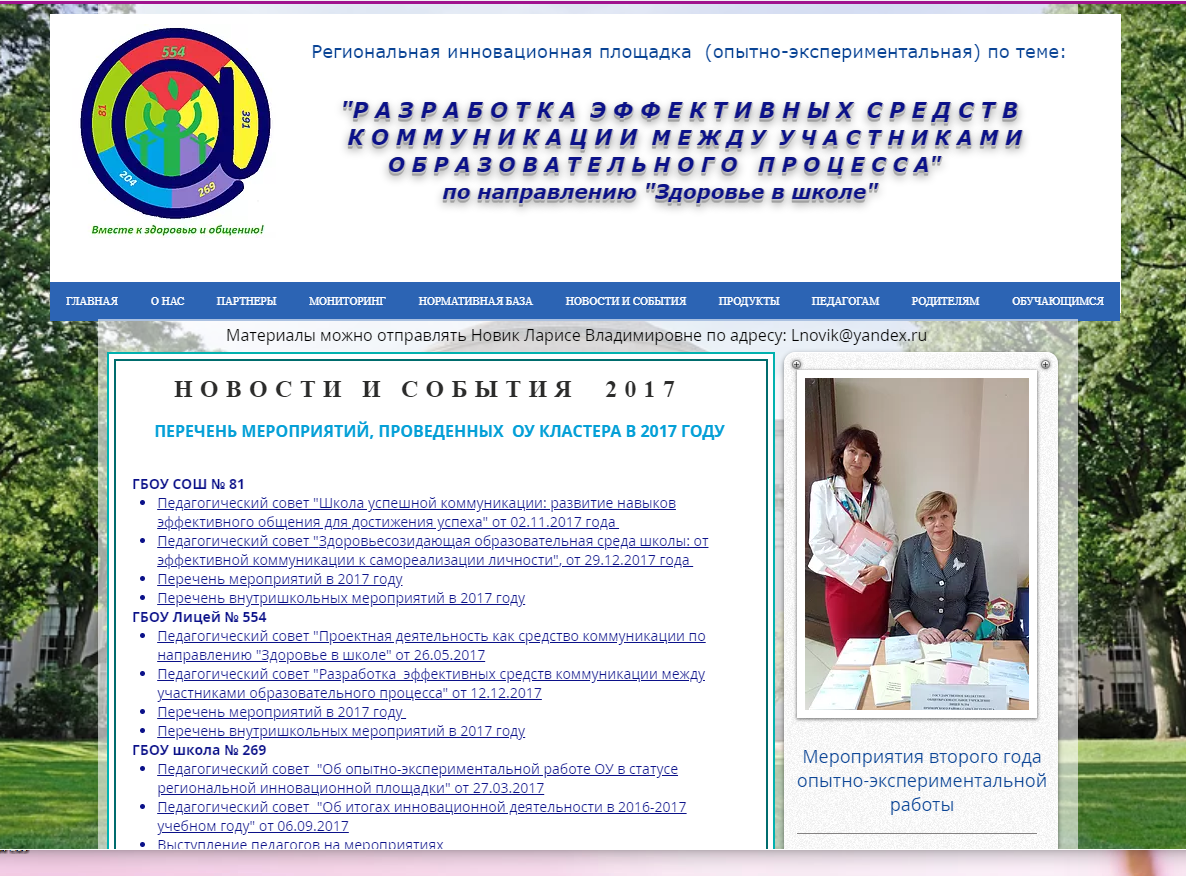 554
81
391
204
269
Вместе к здоровью и общению!
Региональная инновационная площадка (опытно-экспериментальная) по теме:
"РАЗРАБОТКА ЭФФЕКТИВНЫХ СРЕДСТВ
КОММУНИКАЦИИ МЕЖДУ УЧАСТНИКАМИ
ОБРАЗОВАТЕЛЬНОГО ПРОЦЕССА"
по направлению "Здоровье в школе"
ГЛАВНАЯ О НАС ПАРТНЕРЫ МОНИТОРИНГ НОРМАТИВНАЯ БАЗА НОВОСТИ И СОБЫТИЯ ПРОДУКТЫ ПЕДАГОГАМ РОДИТЕЛЯМ ОБУЧАЮЩИМСЯ
Материалы можно отправлять Новик Ларисе Владимировне по адресу: Lnovik@yandex.ru
НОВОСТИ И СОБЫТИЯ 2017
ПЕРЕЧЕНЬ МЕРОПРИЯТИЙ, ПРОВЕДЕННЫХ ОУ КЛАСТЕРА В 2017 ГОДУ
ГБОУ СОШ № 81
Педагогический совет "Школа успешной коммуникации: развитие навыков
эффективного общения для достижения успеха" от 02.11.2017 года
Педагогический совет "Здоровьесозидающая образовательная среда школы: от
эффективной коммуникации к самореализации личности", от 29.12.2017 года
Перечень мероприятий в 2017 году
Перечень внутришкольных мероприятий в 2017 году
ГБОУ Лицей № 554
Педагогический совет "Проектная деятельность как средство коммуникации по
направлению "Здоровье в школе" от 26.05.2017
Педагогический совет "Разработка эффективных средств коммуникации между
участниками образовательного процесса" от 12.12.2017
Перечень мероприятий в 2017 году
Перечень внутришкольных мероприятий в 2017 году
ГБОУ школа № 269
Педагогический совет "Об опытно-экспериментальной работе ОУ в статусе
региональной инновационной площадки" от 27.03.2017
Педагогический совет "Об итогах инновационной деятельности в 2016-2017
учебном году" от 06.09.2017
Выступление педагогов на мероприятиях
Мероприятия второго года
опытно-экспериментальной
работы